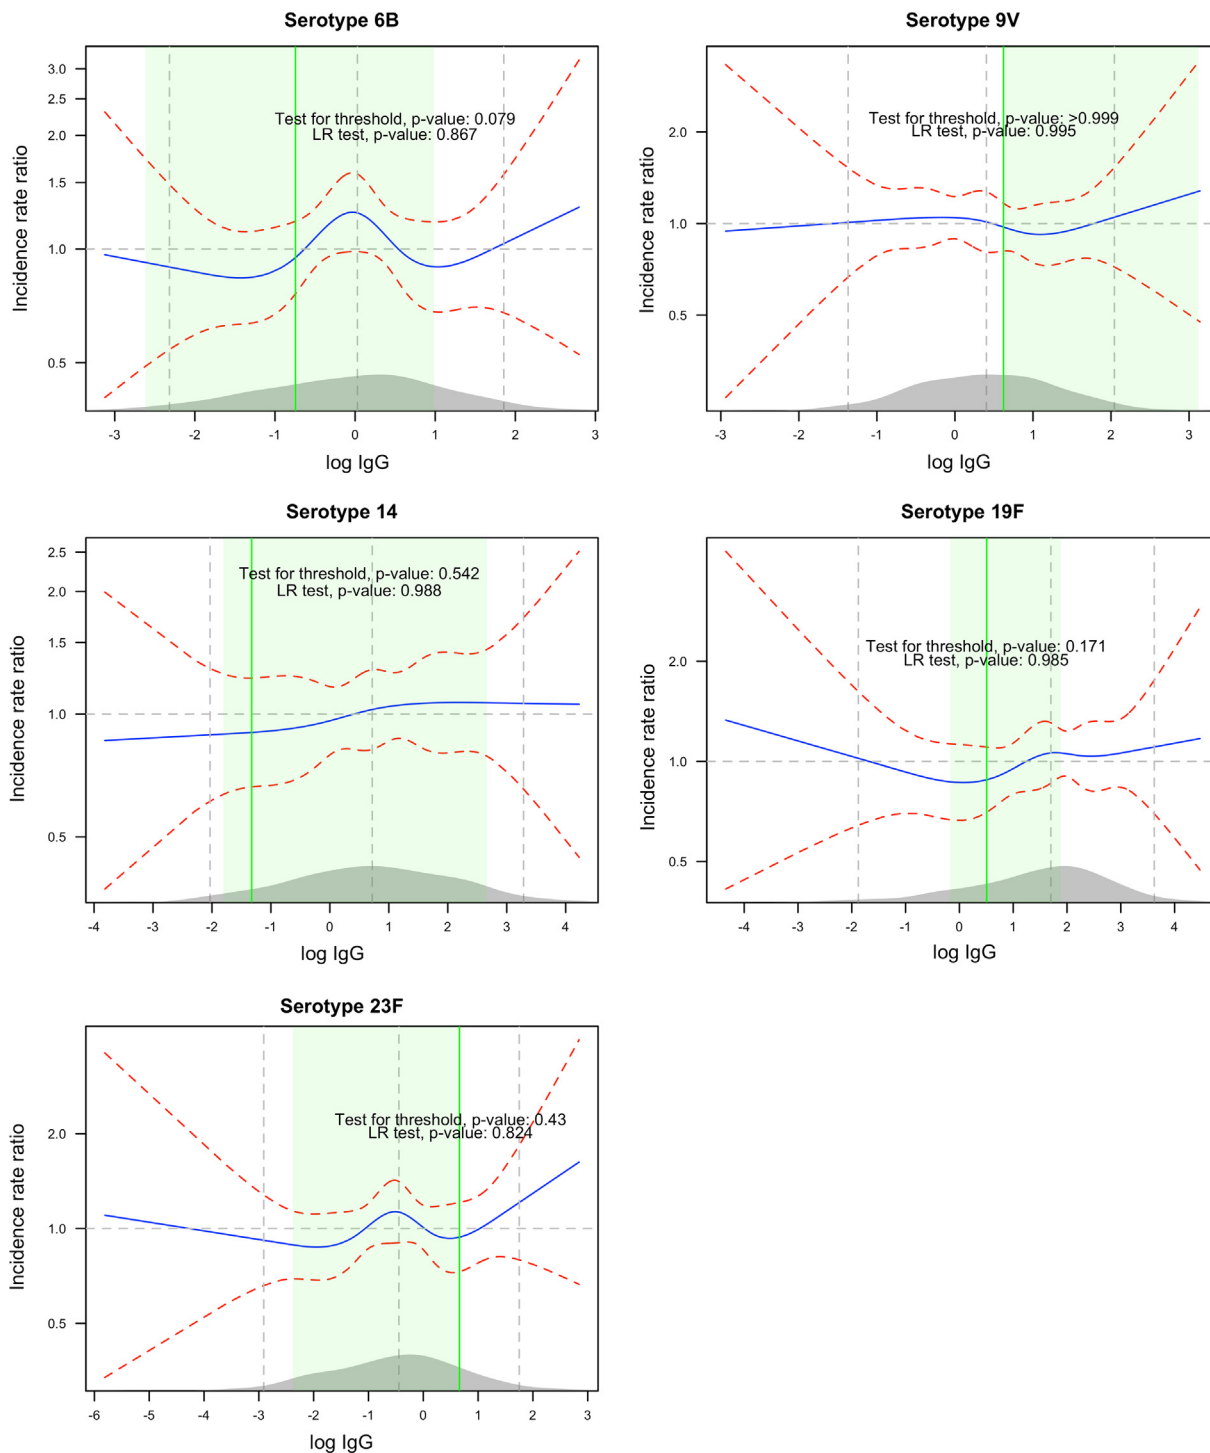 Serotype 6B
Incidence rate ratio
3.0
2.5
2.0
1.5
1.0
0.5
Test for threshold, p-value: 0.079
LR test, p-value: 0.867
-3 -2 -1 0 1 2 3
log IgG
Serotype 9V
Incidence rate ratio
2.0
1.0
0.5
Test for threshold, p-value: >0.999
LR test, p-value: 0.995
-3 -2 -1 0 1 2 3
log IgG
Serotype 14
Incidence rate ratio
2.5
2.0
1.5
1.0
0.5
Test for threshold, p-value: 0.542
LR test, p-value: 0.988
-4 -3 -2 -1 0 1 2 3 4
log IgG
Serotype 19F
Incidence rate ratio
2.0
1.0
0.5
Test for threshold, p-value: 0.171
LR test, p-value: 0.985
-4 -3 -2 -1 0 1 2 3 4
log IgG
Serotype 23F
Incidence rate ratio
2.0
1.0
0.5
Test for threshold, p-value: 0.43
LR test, p-value: 0.824
-6 -5 -4 -3 -2 -1 0 1 2 3
log IgG